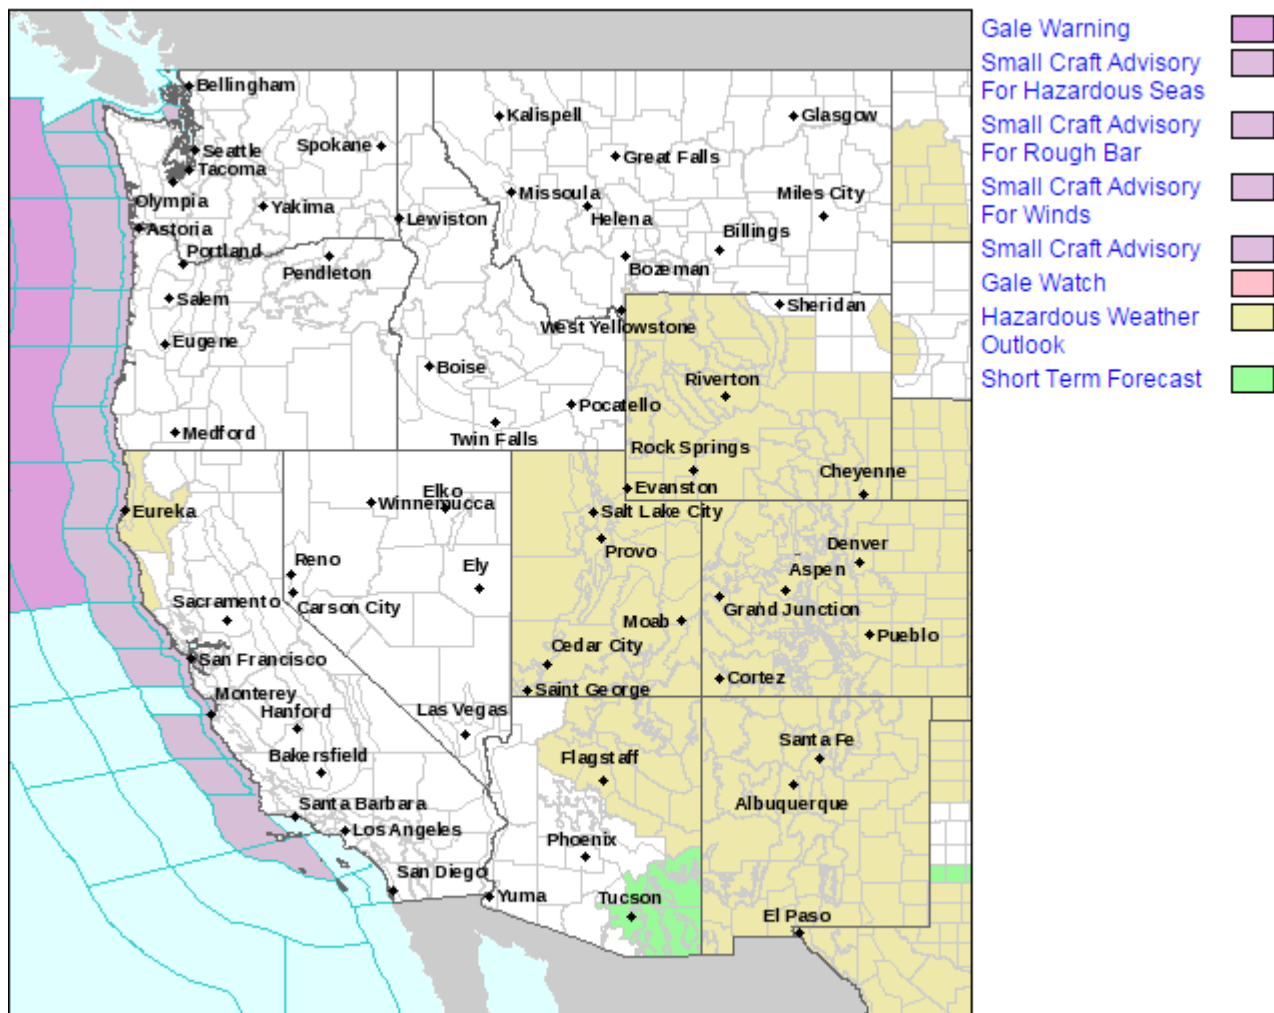 Gale Warning
Small Craft Advisory
For Hazardous Seas
Small Craft Advisory
For Rough Bar
Small Craft Advisory
For Winds
Small Craft Advisory
Gale Watch
Hazardous Weather
Outlook
Short Term Forecast
Bellingham
Kalispell
Glasgow
Seattle
Spokane
Great Falls
Tacoma
Missoula
Miles City
Olympia
Yakima
Lewiston
Helena
Astoria
Billings
Portland
Pendleton
Bozeman
Salem
Sheridan
West Yellowstone
Eugene
Boise
Riverton
Pocatello
Medford
Twin Falls
Rock Springs
Cheyenne
Elko
Evanston
Winnemucca
Eureka
Salt Lake City
Denver
Provo
Reno
Ely
Aspen
Sacramento
Carson City
Grand Junction
Moab
Pueblo
Cedar City
San Francisco
Cortez
Saint George
Monterey
Hanford
Las Vegas
Santa Fe
Bakersfield
Flagstaff
Santa Barbara
Albuquerque
Los Angeles
Phoenix
San Diego
Yuma
Tucson
El Paso